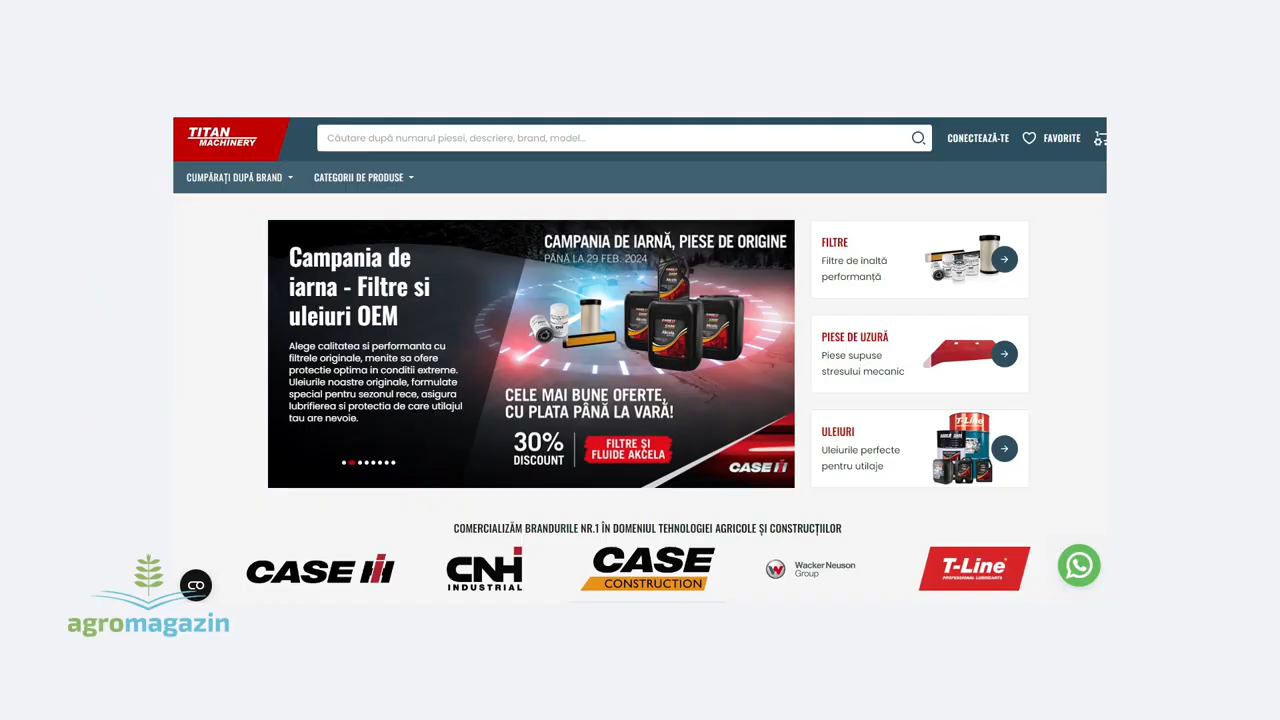 TITAN
MACHINERY
Căutare după numarul piesei, descriere, brand, model...
CONECTEAZĂ-TE
FAVORITE
CUMPĂRAȚI DUPĂ BRAND
CATEGORII DE PRODUSE
Campania de
iarna - Filtre si
uleiuri OEM
Alege calitatea si performanta cu
filtrele originale, menite sa ofere
protectie optima in conditii extreme.
Uleiurile noastre originale, formulate
special pentru sezonul rece, asigura
lubrifierea si protectia de care utilajul
tau are nevoie.
CAMPANIA DE IARNĂ, PIESE DE ORIGINE
PÂNĂ LA 29 FEB. 2024
CELE MAI BUNE OFERTE,
CU PLATA PÂNĂ LA VARĂ!
30%
DISCOUNT
FILTRE ȘI
FLUIDE AKCELA
CASE IH
FILTRE
Filtre de înaltă
performanță
PIESE DE UZURĂ
Piese supuse
stresului mecanic
ULEIURI
Uleiurile perfecte
pentru utilaje
T-Line
COMERCIALIZĂM BRANDURILE NR.1 ÎN DOMENIUL TEHNOLOGIEI AGRICOLE ȘI CONSTRUCȚIILOR
CASE IH
CNH
INDUSTRIAL
CASE
CONSTRUCTION
Wacker Neuson
Group
T-Line
PROFESSIONAL LUBRICANTS
agromagazin